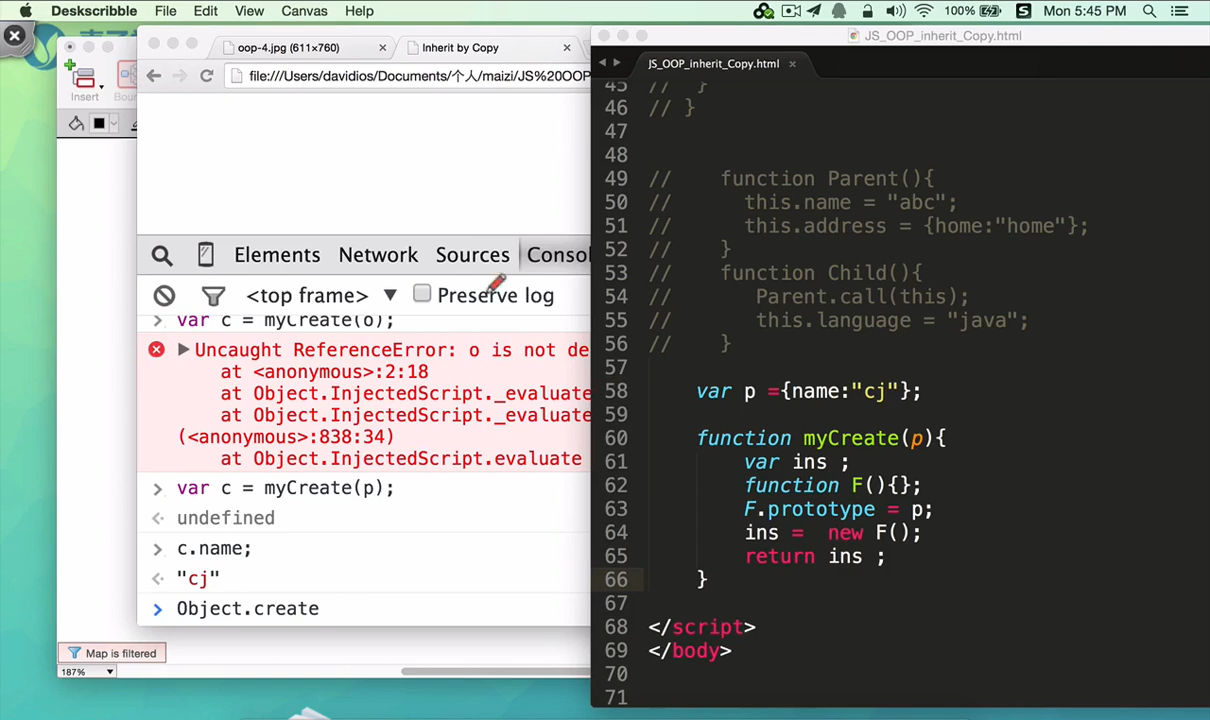 Deskscribble File Edit View Canvas Help 100% Mon 5:45 PM
oop-4.jpg (611×760) Inherit by Copy
file:///Users/davidios/Documents/个人/maizi/JS%20OOP
Insert
Elements Network Sources Consol
<top frame> Preserve log
var c = myCreate(o);
Uncaught ReferenceError: o is not de
at <anonymous>:2:18
at Object.InjectedScript._evaluate
at Object.InjectedScript._evaluate
(<anonymous>:838:34)
at Object.InjectedScript.evaluate
var c = myCreate(p);
undefined
c.name;
"cj"
Object.create
Map is filtered
187%
JS_OOP_inherit_Copy.html
JS_OOP_inherit_Copy.html
45 // }
46 // }
47
48
49 // function Parent(){
50 // this.name = "abc";
51 // this.address = {home:"home"};
52 // }
53 // function Child(){
54 // Parent.call(this);
55 // this.language = "java";
56 // }
57
58 var p ={name:"cj"};
59
60 function myCreate(p){
61 var ins ;
62 function F(){};
63 F.prototype = p;
64 ins = new F();
65 return ins ;
66 }
67
68 </script>
69 </body>
70
71